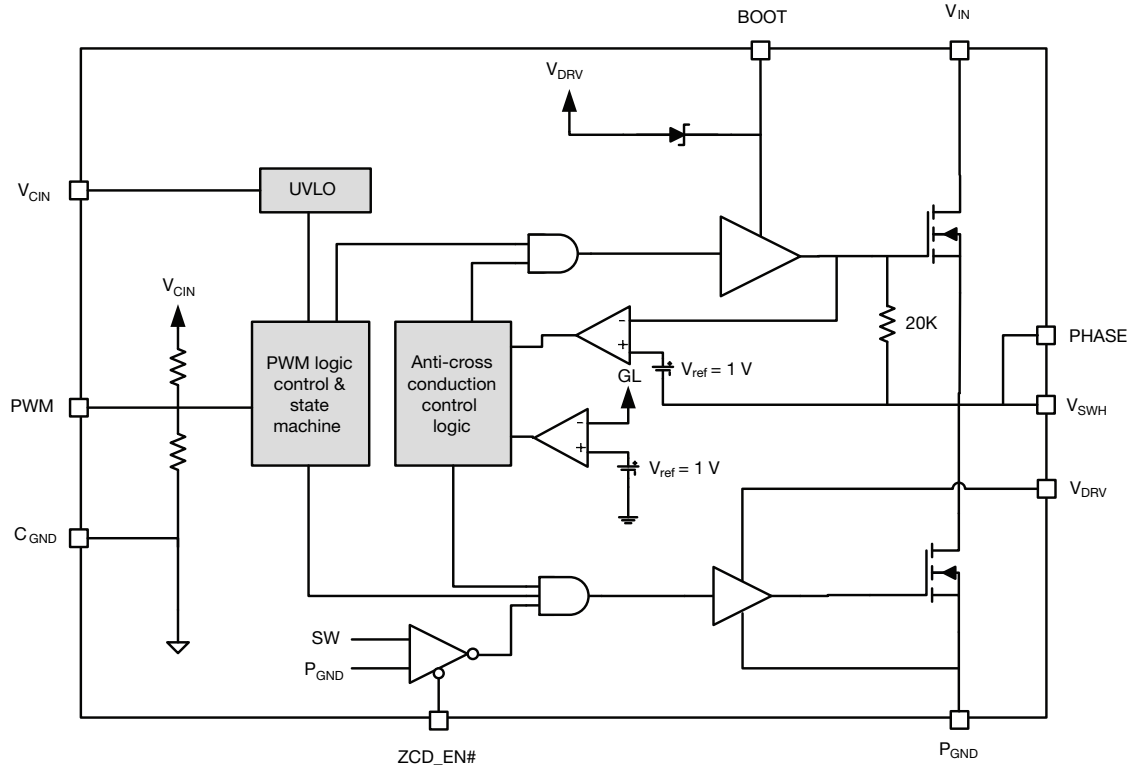 BOOT
VIN
VDRV
VCIN
UVLO
VCIN
20K
PHASE
PWM logic
control &
state
machine
Anti-cross
conduction
control
logic
-
+
Vref = 1 V
GL
PWM
VSWH
-
+
Vref = 1 V
VDRV
CGND
SW
PGND
ZCD_EN#
PGND